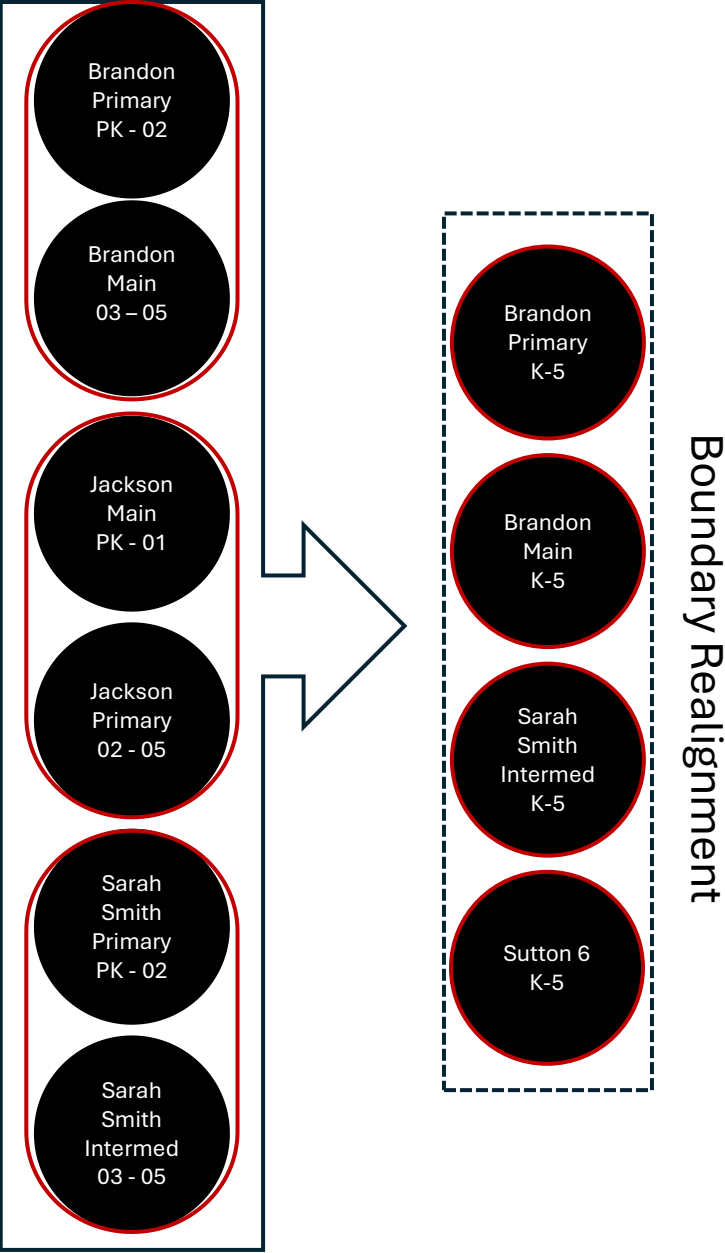 Brandon
Primary
PK - 02
Brandon
Main
03 – 05
Jackson
Main
PK - 01
Jackson
Primary
02 - 05
Sarah
Smith
Primary
PK - 02
Sarah
Smith
Intermed
03 - 05
Brandon
Primary
K-5
Brandon
Main
K-5
Sarah
Smith
Intermed
K-5
Sutton 6
K-5
Boundary Realignment